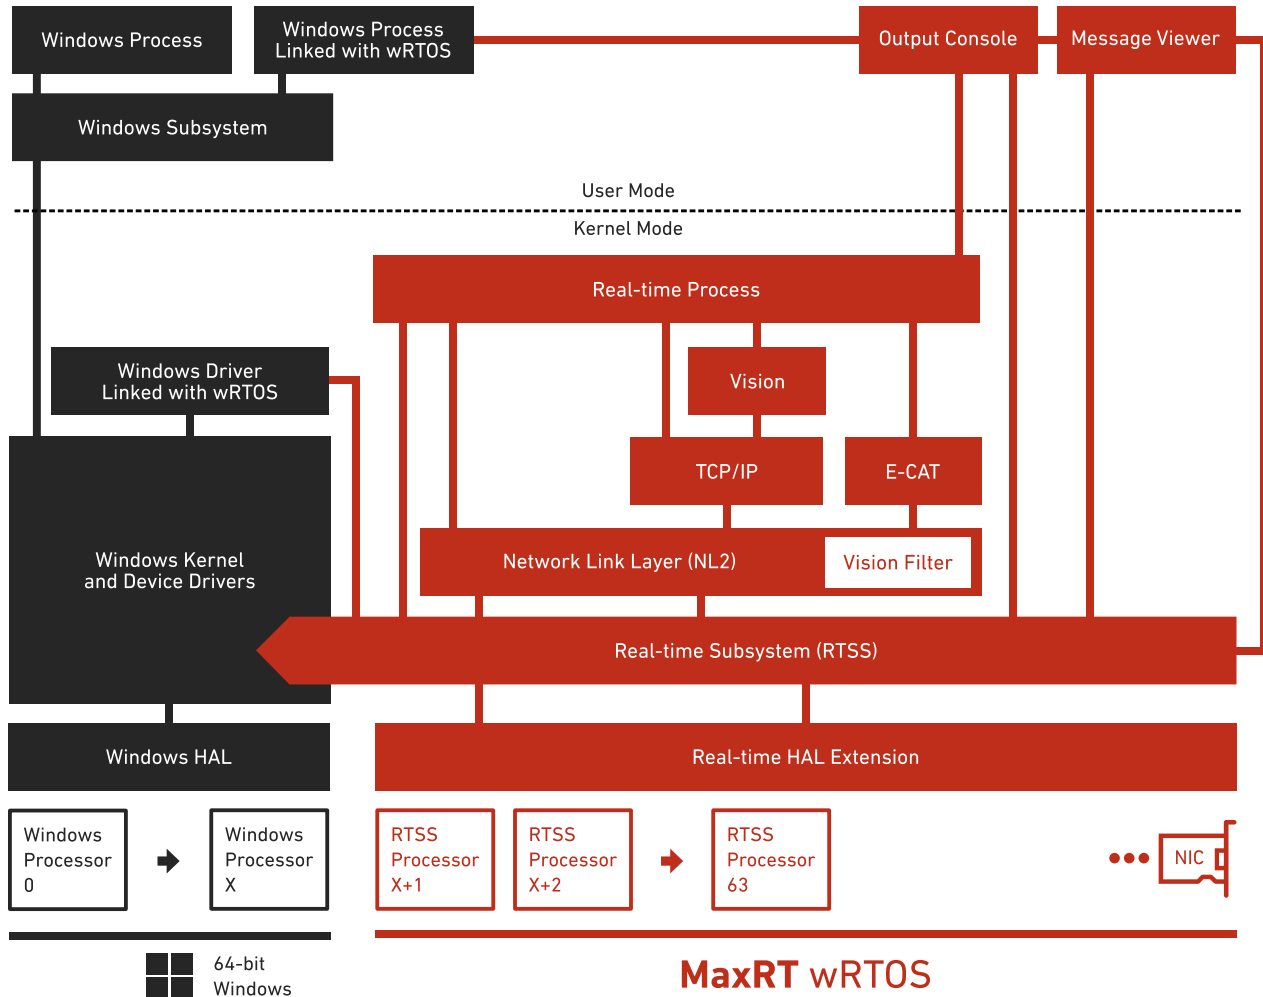 Windows Process
Windows Process
Linked with wRTOS
Output Console
Message Viewer
Windows Subsystem
User Mode
Kernel Mode
Real-time Process
Windows Driver
Linked with wRTOS
Vision
TCP/IP
E-CAT
Windows Kernel
and Device Drivers
Network Link Layer (NL2)
Vision Filter
Real-time Subsystem (RTSS)
Windows HAL
Real-time HAL Extension
Windows
Processor
0
Windows
Processor
X
RTSS
Processor
X+1
RTSS
Processor
X+2
RTSS
Processor
63
NIC
64-bit
Windows
MaxRT wRTOS